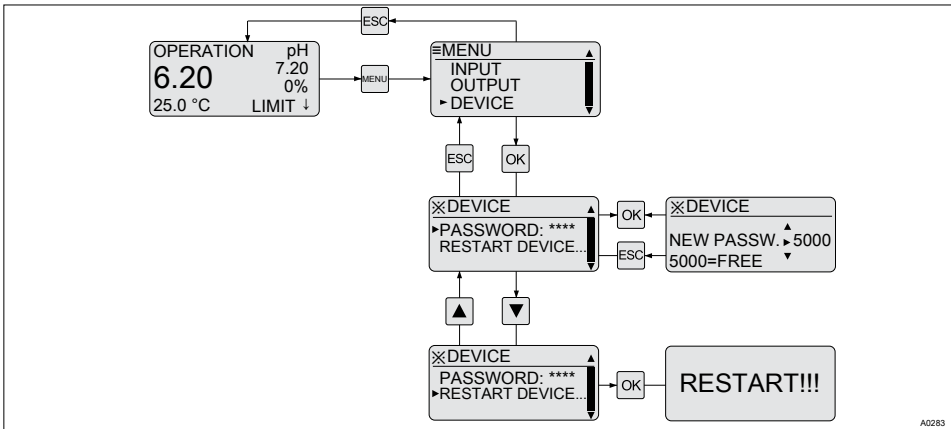 ESC
OPERATION pH
6.20 7.20
0%
25.0 °C LIMIT ↓
MENU
≡MENU
INPUT
OUTPUT
►DEVICE
ESC
OK
※DEVICE
►PASSWORD: ****
RESTART DEVICE...
OK
ESC
※DEVICE
NEW PASSW. ►5000
5000=FREE
▲
▼
※DEVICE
PASSWORD: ****
►RESTART DEVICE...
OK
RESTART!!!
A0283